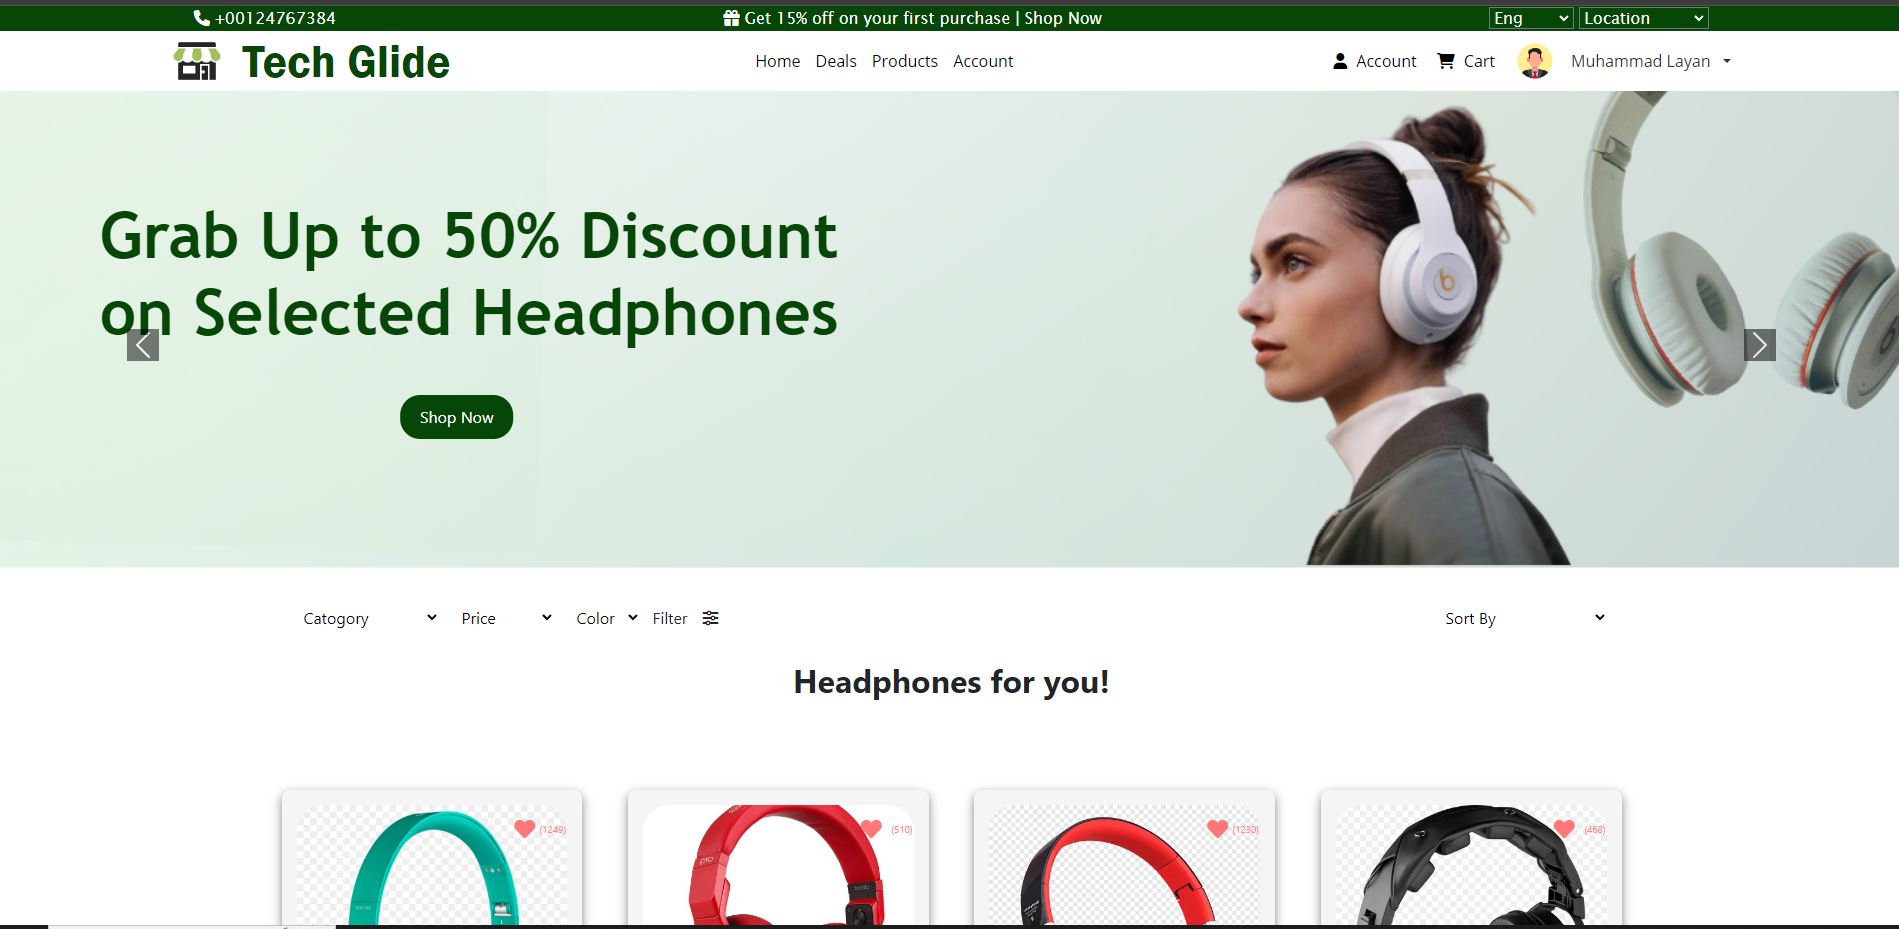 +00124767384
Get 15% off on your first purchase | Shop Now
Eng
Location
Tech Glide
Home
Deals
Products
Account
Account
Cart
Muhammad Layan
Grab Up to 50% Discount
on Selected Headphones
Shop Now
Catogory
Price
Color
Filter
Sort By
Headphones for you!
(1249)
(510)
(1230)
(468)
pro